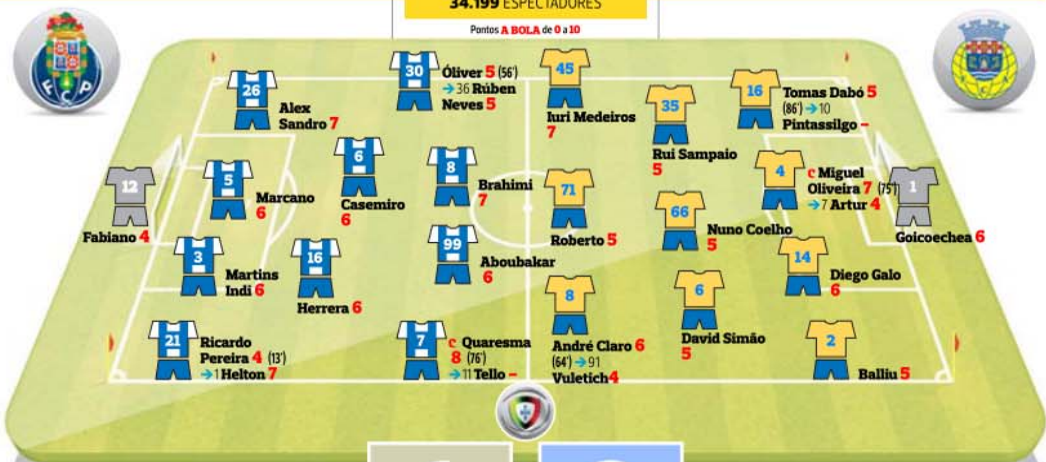 34.199 ESPECTADORES
Pontos A BOLA de 0 a 10
FCP
26
Alex
Sandro 7
30
Óliver 5 (56')
→36 Rúben
Neves 5
45
Iuri Medeiros
7
35
Rui Sampaio
5
16
Tomas Dabó 5
(86') →10
Pintassilgo –
12
Fabiano 4
5
Marcano
6
6
Casemiro
6
8
Brahimi
7
71
Roberto 5
66
Nuno Coelho
5
4
c Miguel
Oliveira 7 (75')
→7 Artur 4
1
Goicoechea 6
3
Martins
Indi 6
16
Herrera 6
99
Aboubakar
6
8
André Claro 6
(64') →91
Vuletich 4
6
David Simão
5
14
Diego Galo
6
21
Ricardo
Pereira 4 (13')
→1 Helton 7
7
c Quaresma
8 (76')
→11 Tello –
2
Balliu 5